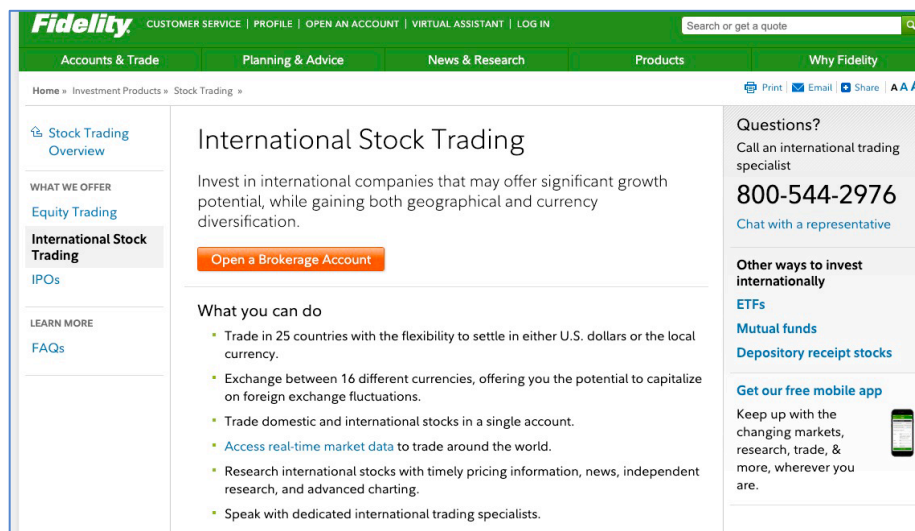 Fidelity
CUSTOMER SERVICE | PROFILE | OPEN AN ACCOUNT | VIRTUAL ASSISTANT | LOG IN
Search or get a quote
Accounts & Trade
Planning & Advice
News & Research
Products
Why Fidelity
Home » Investment Products » Stock Trading »
Print | Email | Share | A A A
Stock Trading
Overview
WHAT WE OFFER
Equity Trading
International Stock
Trading
IPOs
LEARN MORE
FAQs
International Stock Trading
Invest in international companies that may offer significant growth
potential, while gaining both geographical and currency
diversification.
Open a Brokerage Account
What you can do
Trade in 25 countries with the flexibility to settle in either U.S. dollars or the local
currency.
Exchange between 16 different currencies, offering you the potential to capitalize
on foreign exchange fluctuations.
Trade domestic and international stocks in a single account.
Access real-time market data to trade around the world.
Research international stocks with timely pricing information, news, independent
research, and advanced charting.
Speak with dedicated international trading specialists.
Questions?
Call an international trading
specialist
800-544-2976
Chat with a representative
Other ways to invest
internationally
ETFs
Mutual funds
Depository receipt stocks
Get our free mobile app
Keep up with the
changing markets,
research, trade, &
more, wherever you
are.